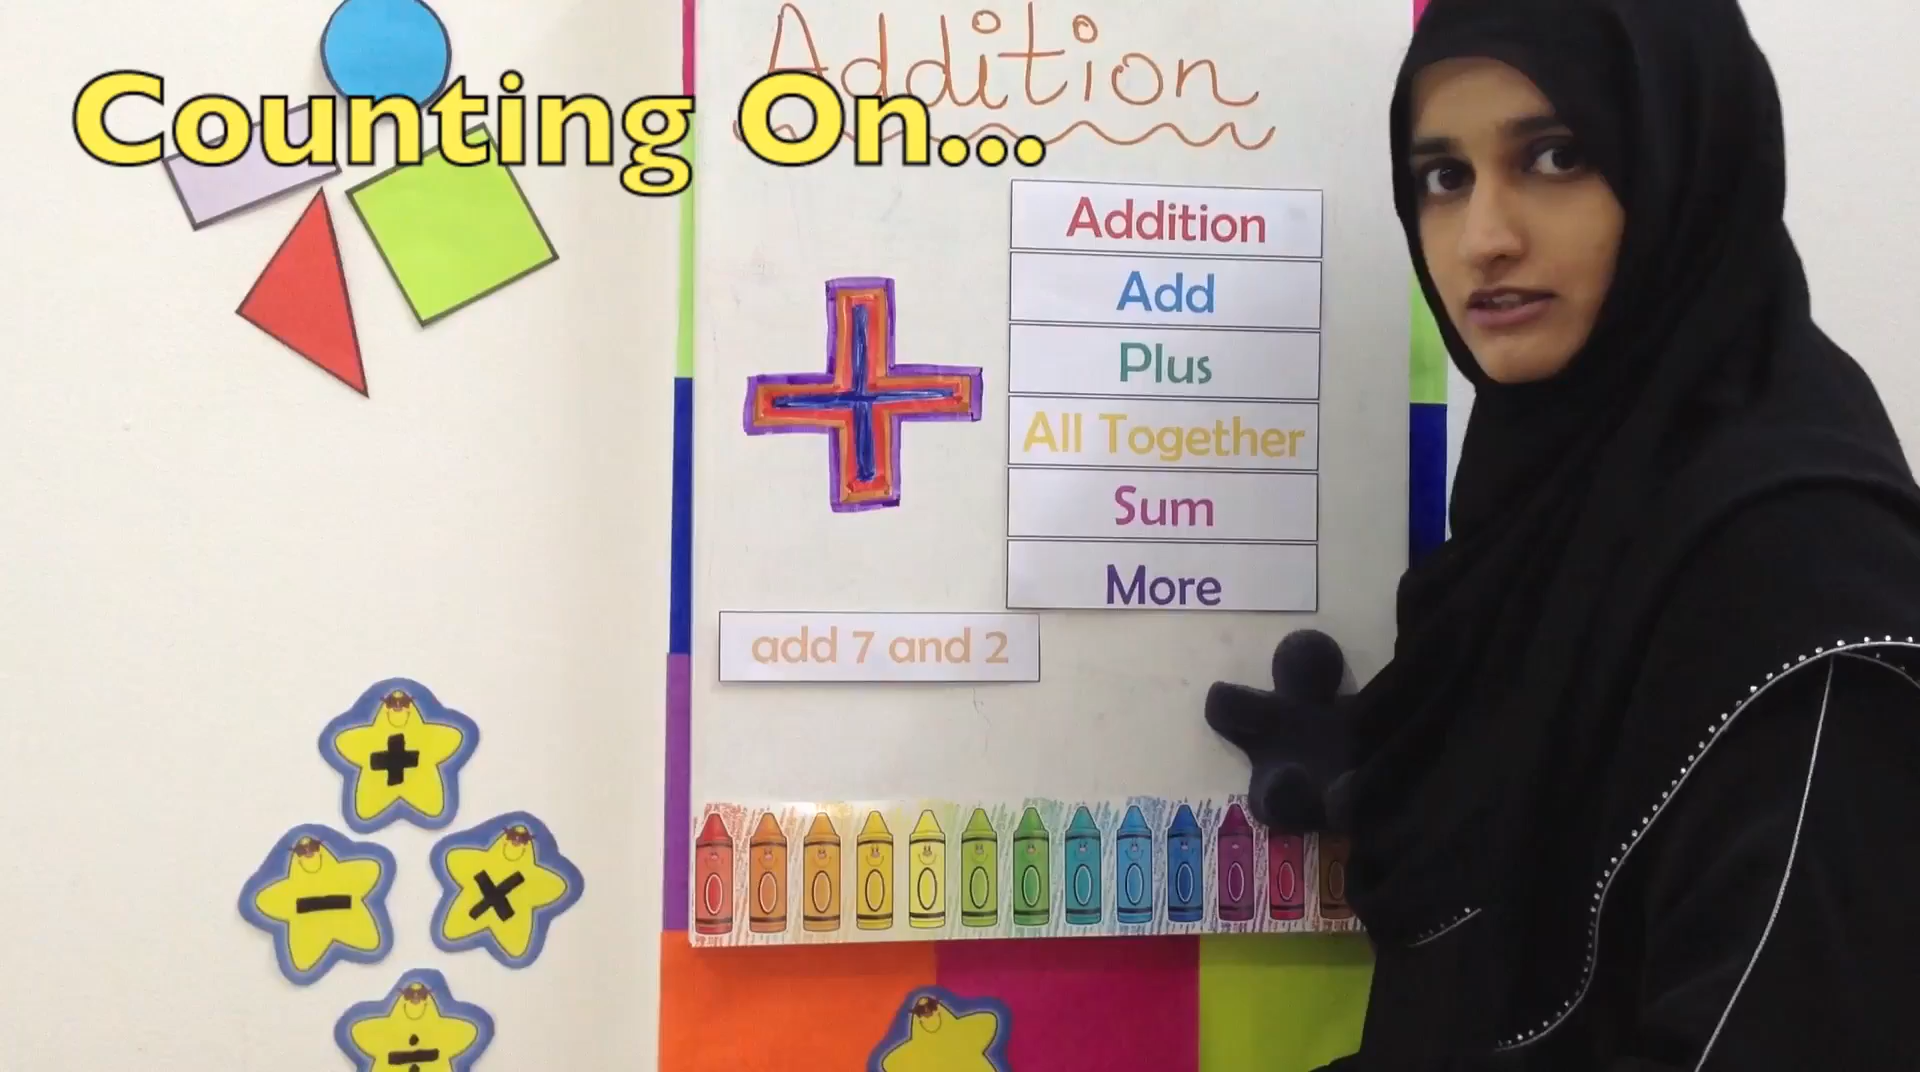 Addition
Counting On...
Addition
Add
Plus
All Together
Sum
More
add 7 and 2
+
−
×
÷